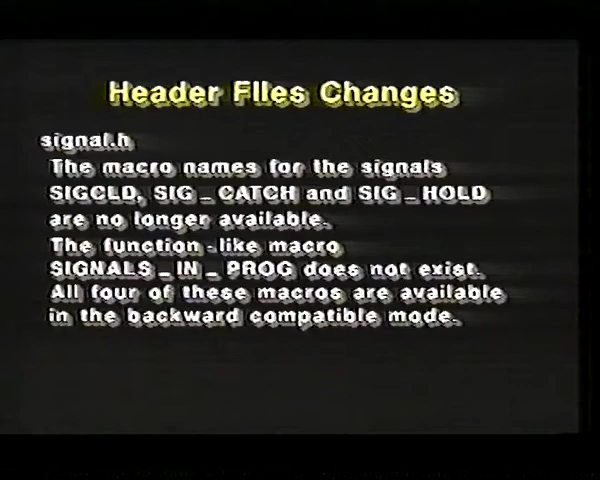 Header Files Changes
signal.h
The macro names for the signals
SIGCLD, SIG_CATCH and SIG_HOLD
are no longer available.
The function-like macro
SIGNALS_IN_PROG does not exist.
All four of these macros are available
in the backward compatible mode.